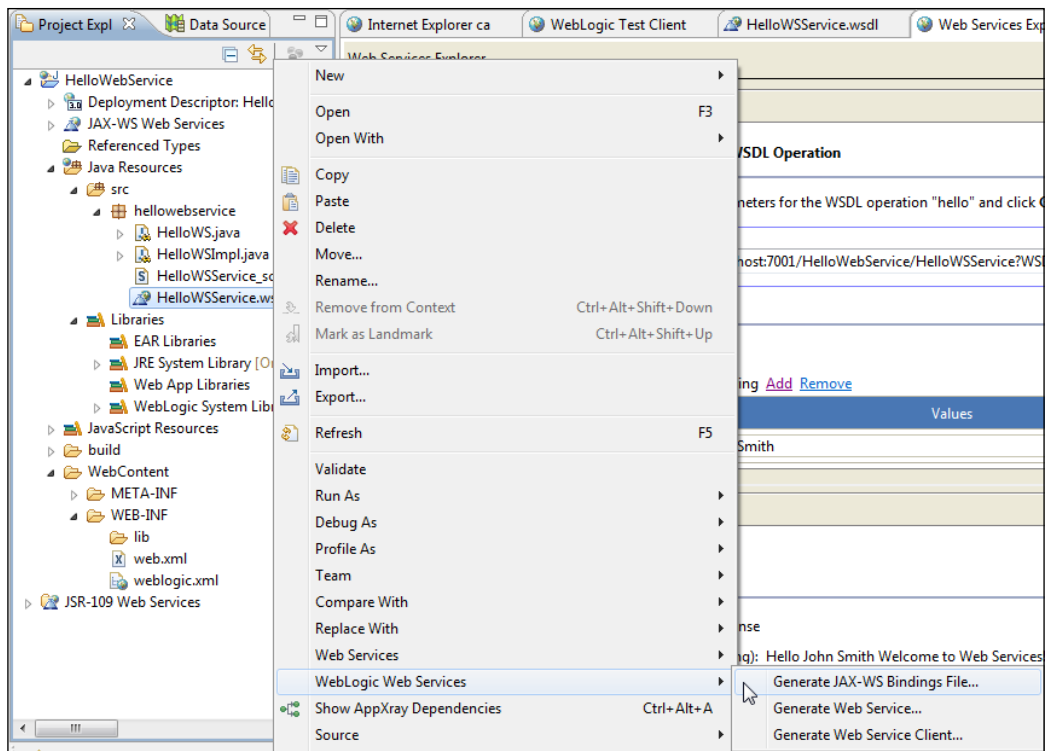 Project Expl
Data Source
Internet Explorer ca
WebLogic Test Client
HelloWSService.wsdl
Web Services Exp
Web Services Explorer
HelloWebService
Deployment Descriptor: Hello
JAX-WS Web Services
Referenced Types
Java Resources
src
hellowebservice
HelloWS.java
HelloWSImpl.java
HelloWSService_sc
HelloWSService.ws
Libraries
EAR Libraries
JRE System Library [Or
Web App Libraries
WebLogic System Libr
JavaScript Resources
build
WebContent
META-INF
WEB-INF
lib
web.xml
weblogic.xml
JSR-109 Web Services
New
Open F3
Open With
Copy
Paste
Delete
Move...
Rename...
Remove from Context Ctrl+Alt+Shift+Down
Mark as Landmark Ctrl+Alt+Shift+Up
Import...
Export...
Refresh F5
Validate
Run As
Debug As
Profile As
Team
Compare With
Replace With
Web Services
WebLogic Web Services
Show AppXray Dependencies Ctrl+Alt+A
Source
Generate JAX-WS Bindings File...
Generate Web Service...
Generate Web Service Client...
WSDL Operation
meters for the WSDL operation "hello" and click G
host:7001/HelloWebService/HelloWSService?WSD
ing Add Remove
Values
Smith
nse
ng): Hello John Smith Welcome to Web Services